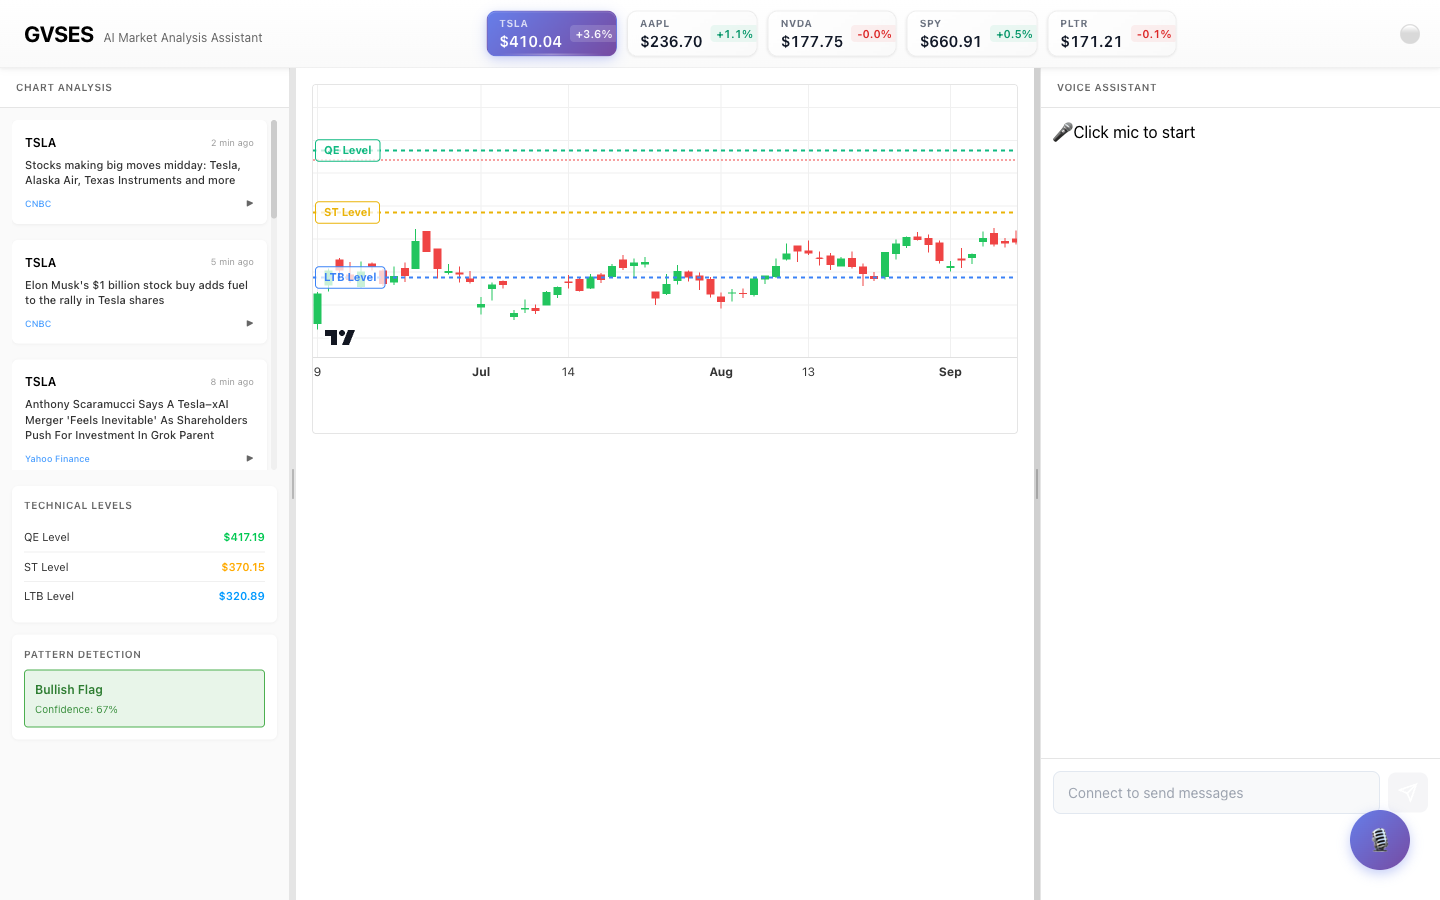 GVSES AI Market Analysis Assistant
TSLA
$410.04 +3.6%
AAPL
$236.70 +1.1%
NVDA
$177.75 -0.0%
SPY
$660.91 +0.5%
PLTR
$171.21 -0.1%
CHART ANALYSIS
TSLA 2 min ago
Stocks making big moves midday: Tesla,
Alaska Air, Texas Instruments and more
CNBC
TSLA 5 min ago
Elon Musk's $1 billion stock buy adds fuel
to the rally in Tesla shares
CNBC
TSLA 8 min ago
Anthony Scaramucci Says A Tesla–xAI
Merger 'Feels Inevitable' As Shareholders
Push For Investment In Grok Parent
Yahoo Finance
TECHNICAL LEVELS
QE Level $417.19
ST Level $370.15
LTB Level $320.89
PATTERN DETECTION
Bullish Flag
Confidence: 67%
QE Level
ST Level
LTB Level
9 Jul 14 Aug 13 Sep
VOICE ASSISTANT
Click mic to start
Connect to send messages